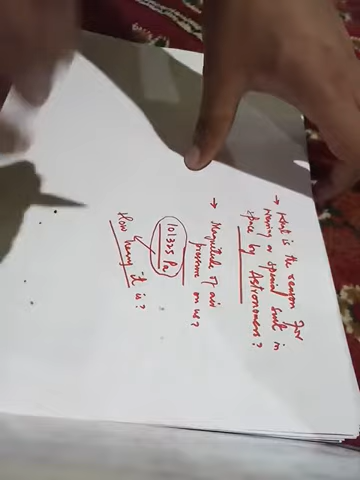 → What is the reason for
wearing a special suit in
space by Astronomers?
→ Magnitude of air
pressure on us?
101325 Pa
How heavy it is?